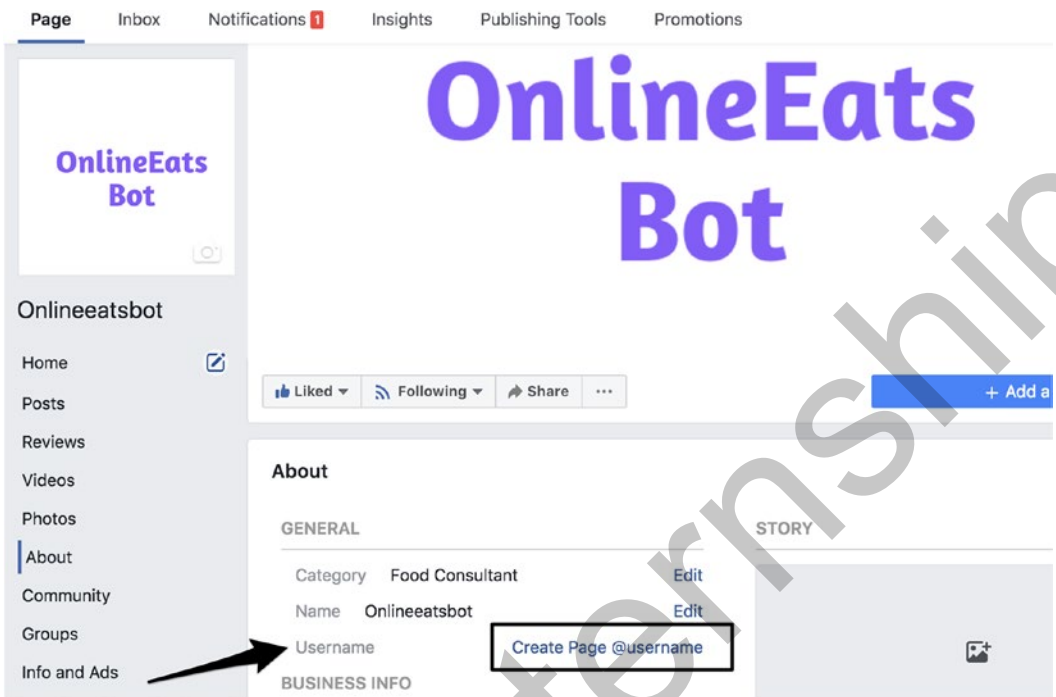 Page Inbox Notifications 1 Insights Publishing Tools Promotions
OnlineEats
Bot
OnlineEats
Bot
Onlineeatsbot
Home
Posts
Reviews
Videos
Photos
About
Community
Groups
Info and Ads
Liked Following Share ...
+ Add a
About
GENERAL
Category Food Consultant Edit
Name Onlineeatsbot Edit
Username Create Page @username
BUSINESS INFO
STORY